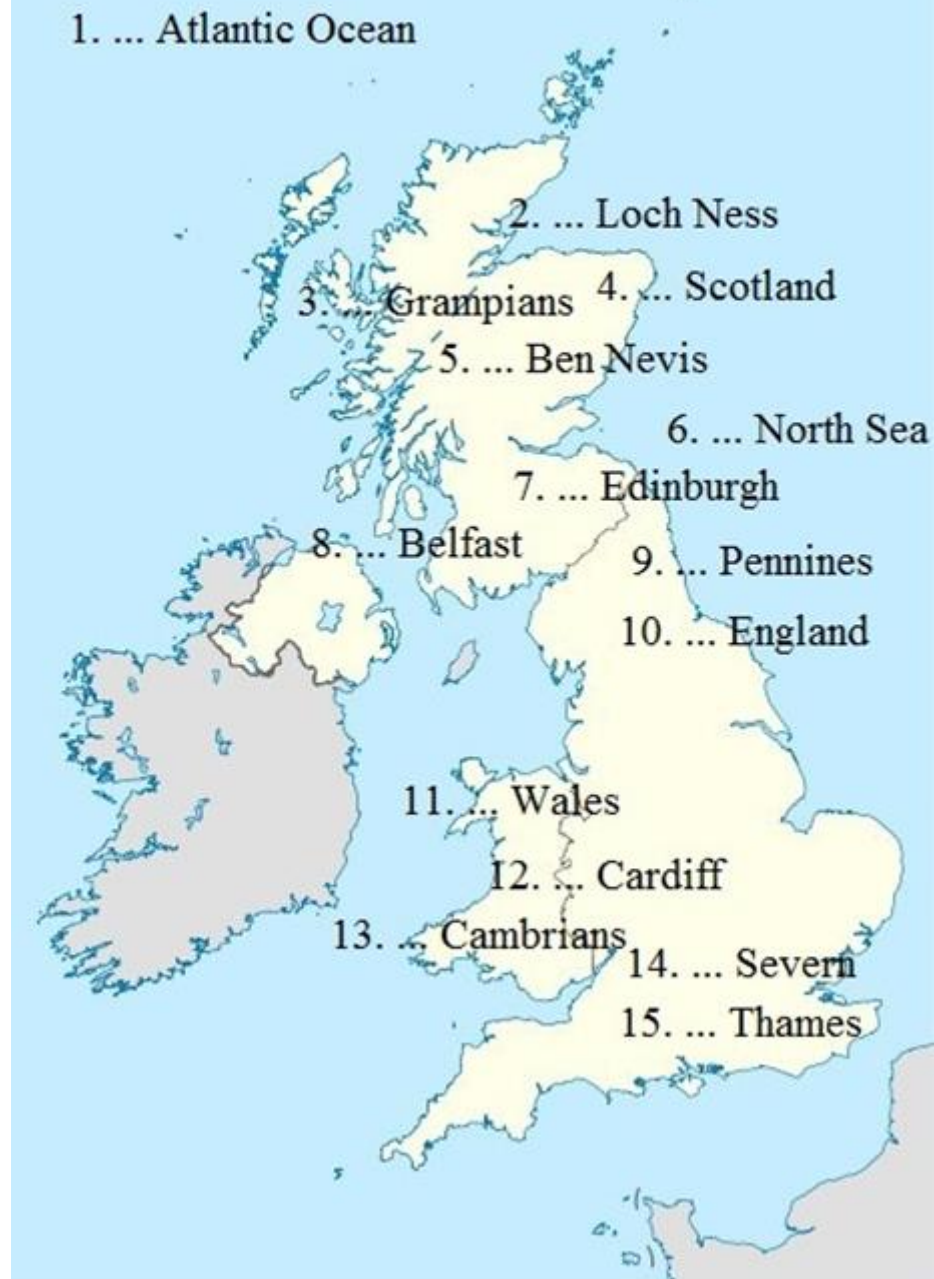 1. ... Atlantic Ocean
2. ... Loch Ness
3. ... Grampians
4. ... Scotland
5. ... Ben Nevis
6. ... North Sea
7. ... Edinburgh
8. ... Belfast
9. ... Pennines
10. ... England
11. ... Wales
12. ... Cardiff
13. ... Cambrians
14. ... Severn
15. ... Thames